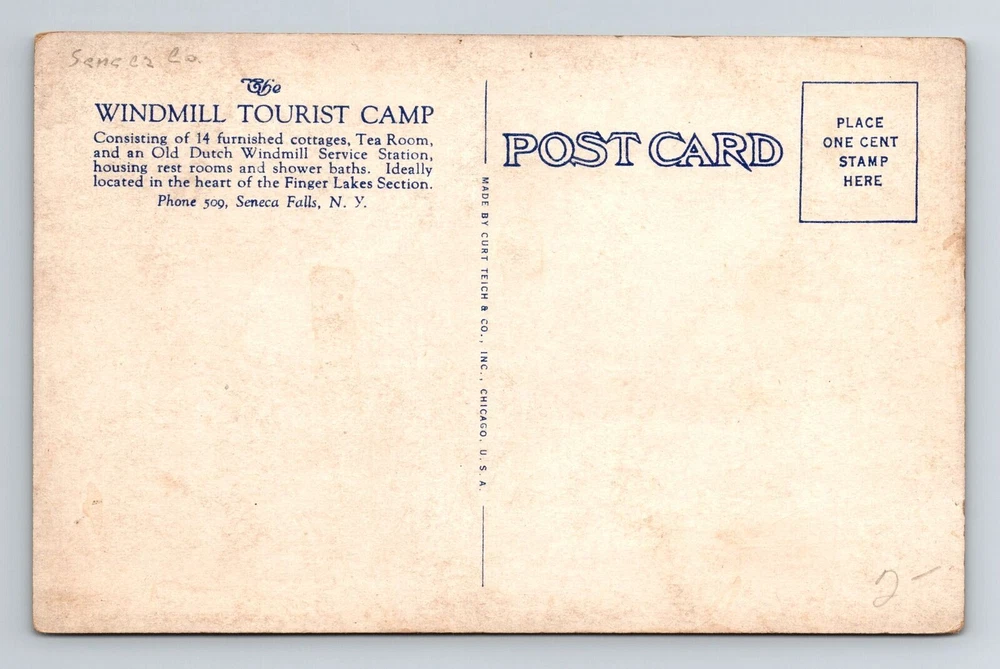 Seneca Co.
The
WINDMILL TOURIST CAMP
Consisting of 14 furnished cottages, Tea Room,
and an Old Dutch Windmill Service Station,
housing rest rooms and shower baths. Ideally
located in the heart of the Finger Lakes Section.
Phone 509, Seneca Falls, N. Y.
MADE BY CURT TEICH & CO., INC., CHICAGO, U. S. A.
POST CARD
PLACE
ONE CENT
STAMP
HERE
2-